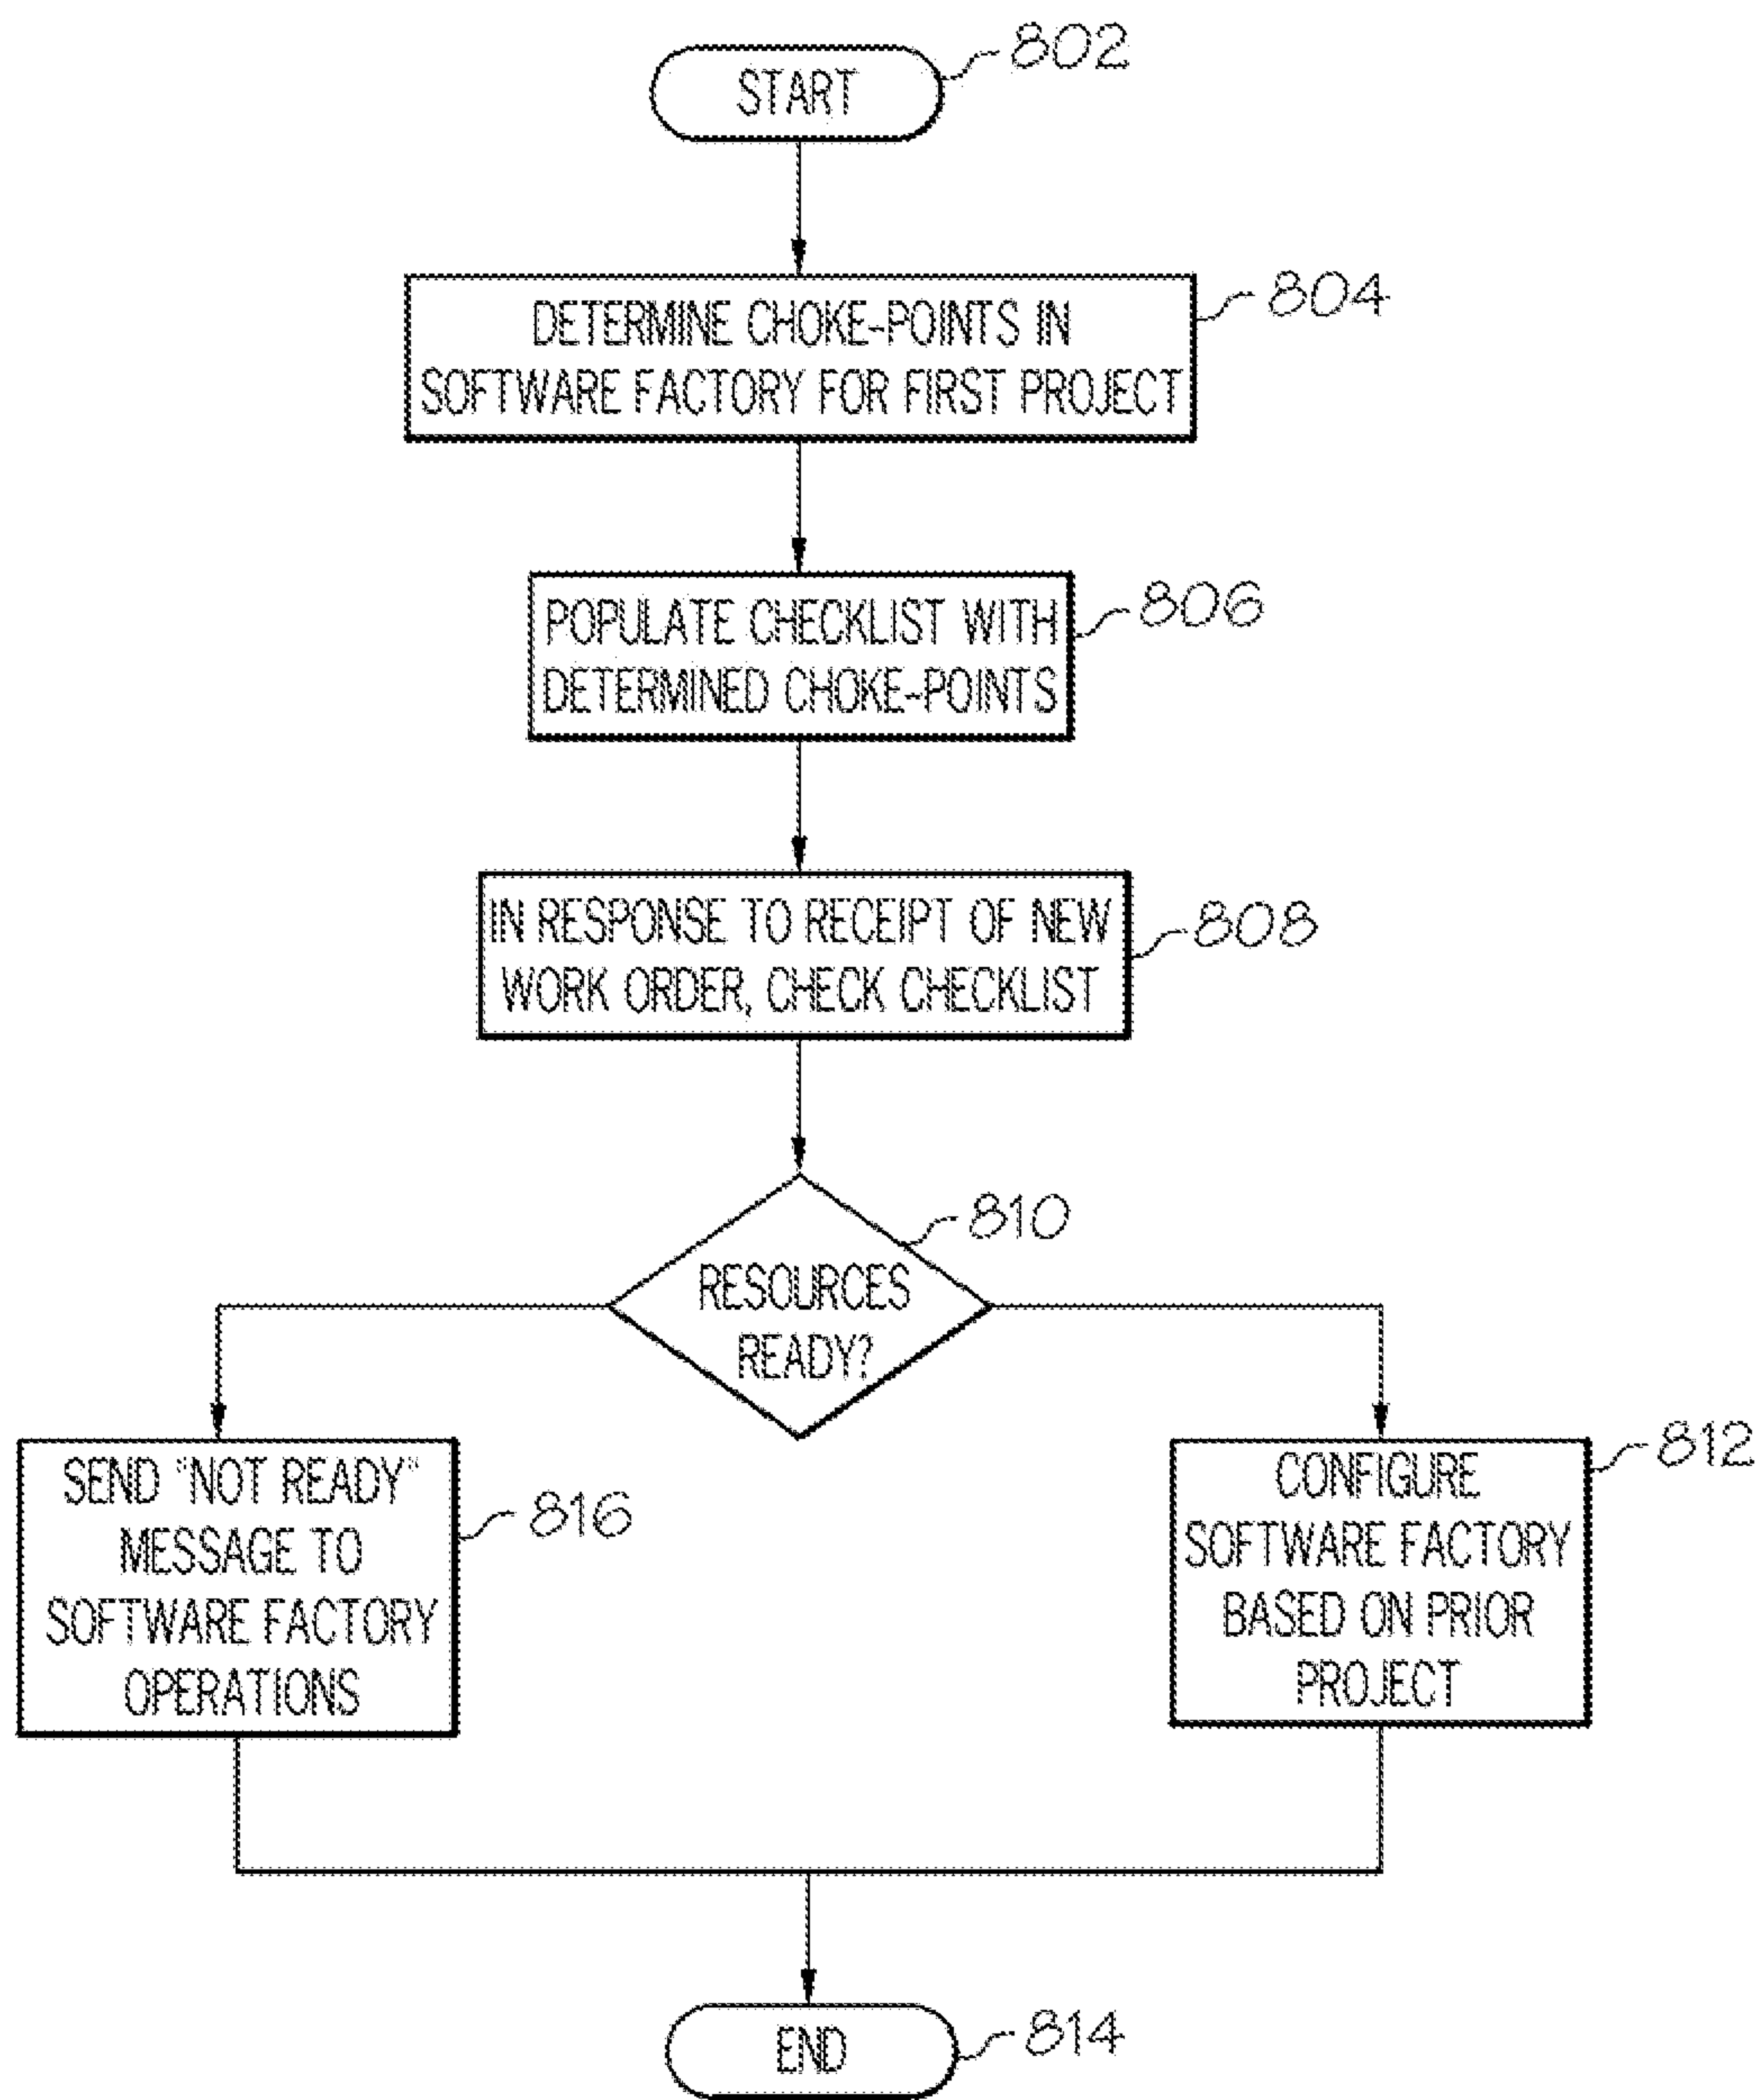 START
802
DETERMINE CHOKE-POINTS IN
SOFTWARE FACTORY FOR FIRST PROJECT
804
POPULATE CHECKLIST WITH
DETERMINED CHOKE-POINTS
806
IN RESPONSE TO RECEIPT OF NEW
WORK ORDER, CHECK CHECKLIST
808
RESOURCES
READY?
810
SEND "NOT READY"
MESSAGE TO
SOFTWARE FACTORY
OPERATIONS
816
CONFIGURE
SOFTWARE FACTORY
BASED ON PRIOR
PROJECT
812
END
814